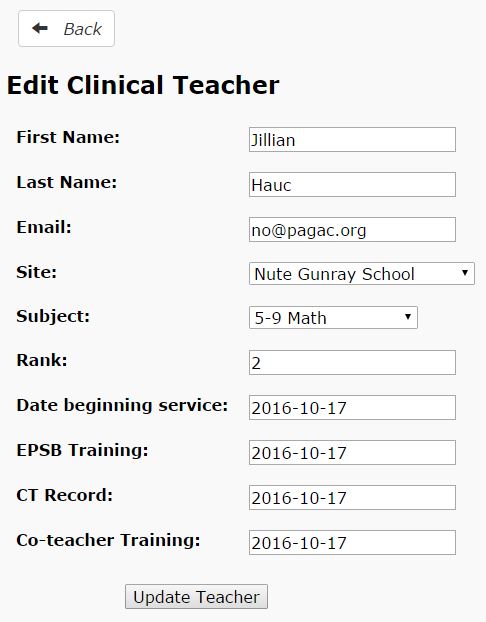 Back
Edit Clinical Teacher
First Name: Jillian
Last Name: Hauc
Email: no@pagac.org
Site: Nute Gunray School
Subject: 5-9 Math
Rank: 2
Date beginning service: 2016-10-17
EPSB Training: 2016-10-17
CT Record: 2016-10-17
Co-teacher Training: 2016-10-17
Update Teacher